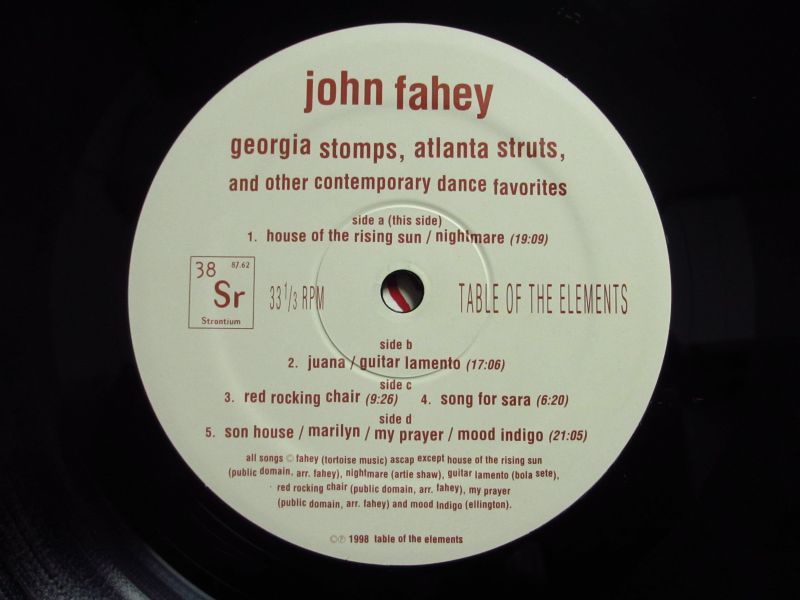 john fahey
georgia stomps, atlanta struts,
and other contemporary dance favorites
side a (this side)
1. house of the rising sun / nightmare (19:09)
38 87.62
Sr
Strontium
33 1/3 RPM
TABLE OF THE ELEMENTS
side b
2. juana / guitar lamento (17:06)
side c
3. red rocking chair (9:26) 4. song for sara (6:20)
side d
5. son house / marilyn / my prayer / mood indigo (21:05)
all songs © fahey (tortoise music) ascap except house of the rising sun
(public domain, arr. fahey), nightmare (artie shaw), guitar lamento (bola sete),
red rocking chair (public domain, arr. fahey), my prayer
(public domain, arr. fahey) and mood indigo (ellington).
©℗ 1998 table of the elements